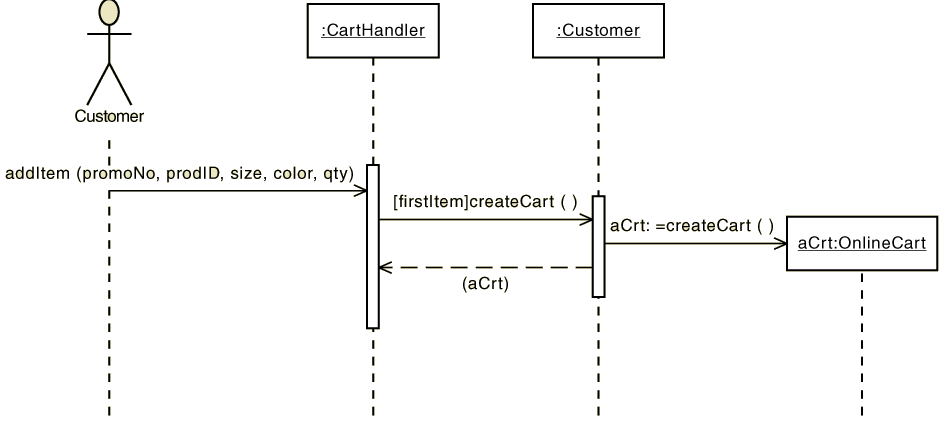 :CartHandler
:Customer
Customer
addItem (promoNo, prodID, size, color, qty)
[firstItem]createCart ( )
aCrt: =createCart ( )
aCrt:OnlineCart
(aCrt)